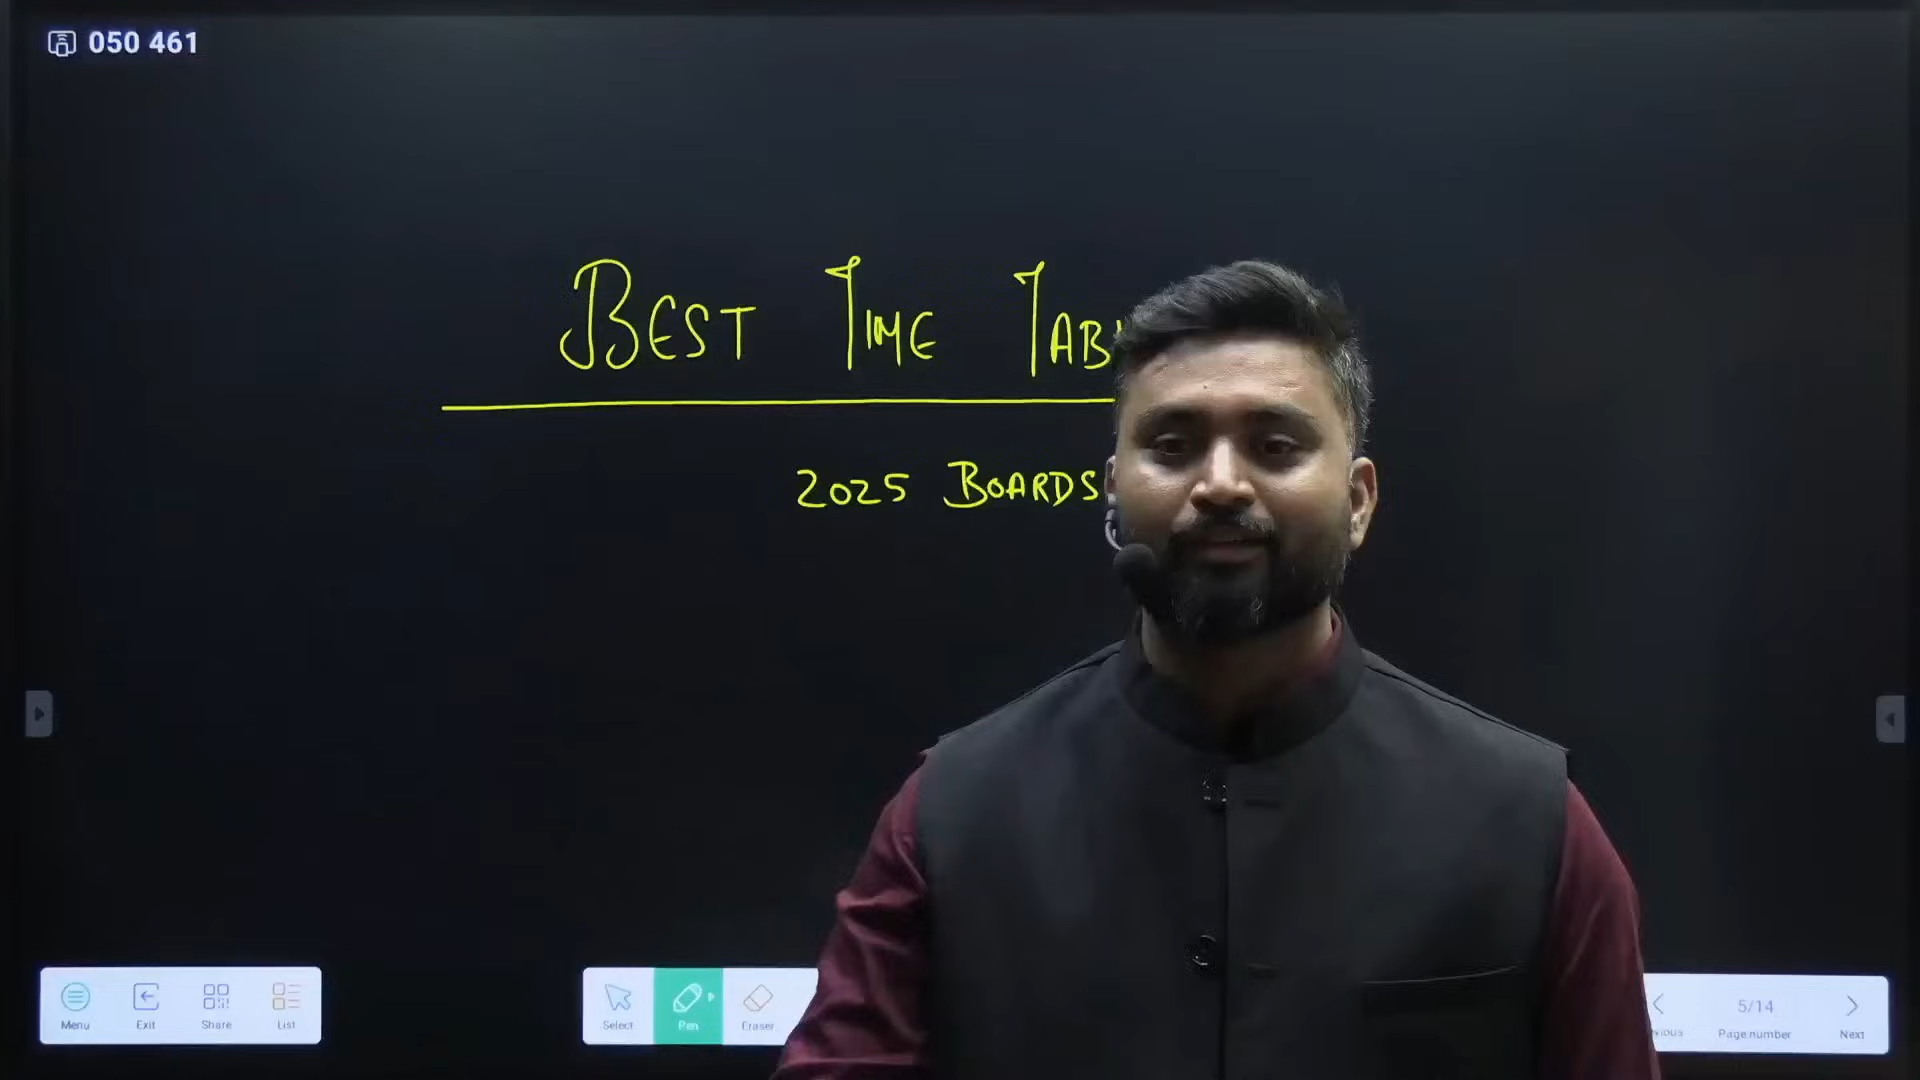 050 461
BEST TIME TAB
2025 BOARDS
Menu Exit Share List
Select Pen Eraser
vious 5/14 Page number Next